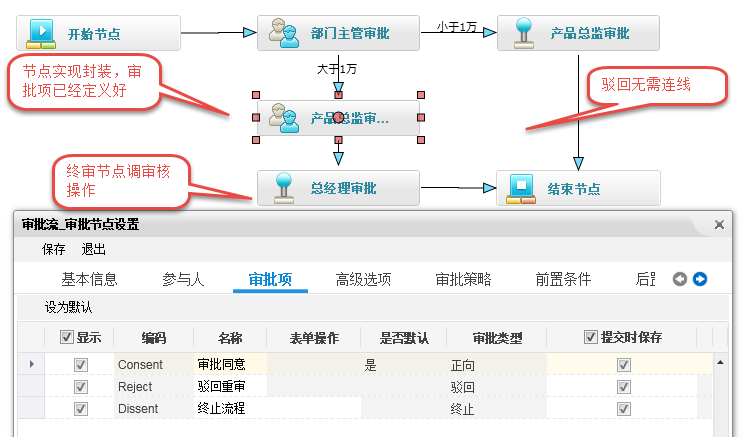 开始节点
部门主管审批
小于1万
产品总监审批
节点实现封装，审
批项已经定义好
大于1万
驳回无需连线
产品总监审...
终审节点调审核
操作
总经理审批
结束节点
审批流_审批节点设置
保存 退出
基本信息 参与人 审批项 高级选项 审批策略 前置条件 后置
设为默认
显示 编码 名称 表单操作 是否默认 审批类型 提交时保存
Consent 审批同意 是 正向
Reject 驳回重审 驳回
Dissent 终止流程 终止